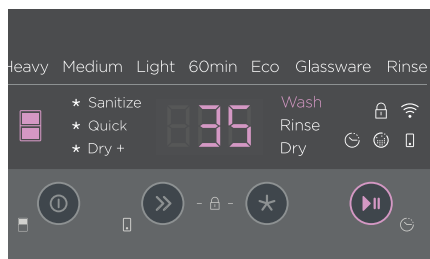 Heavy Medium Light 60min Eco Glassware Rinse
* Sanitize
* Quick
* Dry +
35
Wash
Rinse
Dry